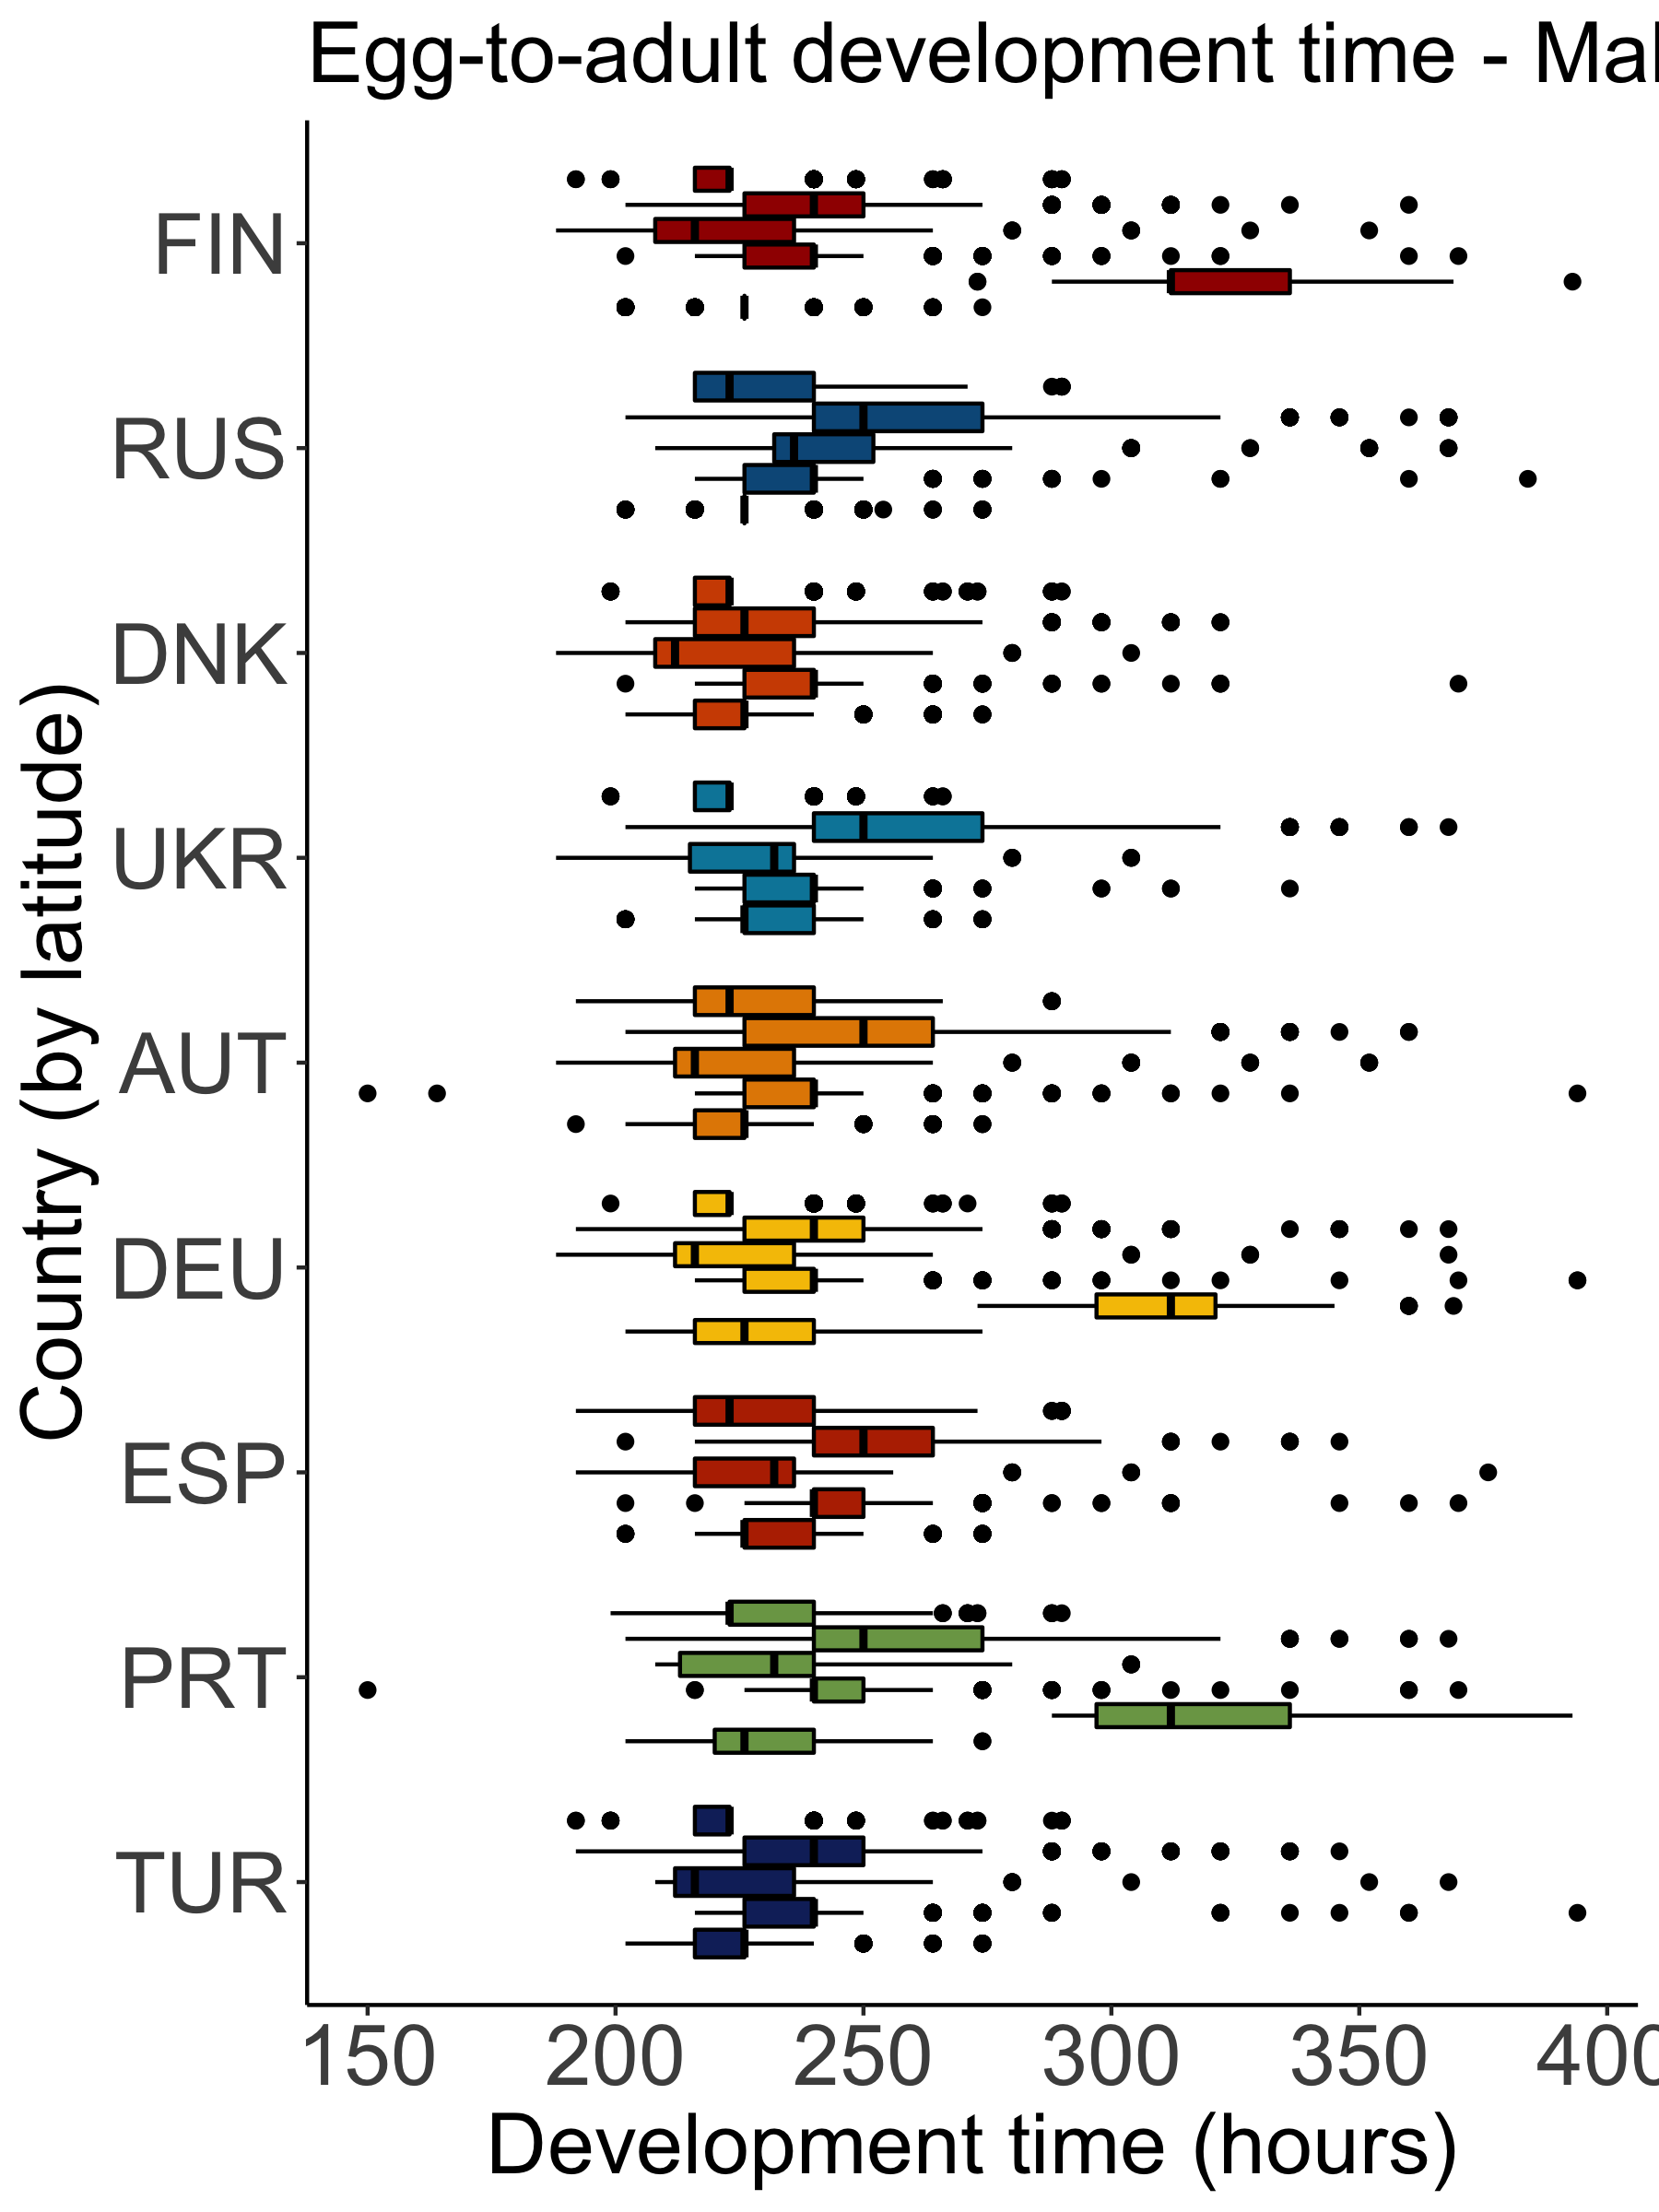 Egg-to-adult development time - Mal
FIN
RUS
DNK
UKR
AUT
DEU
ESP
PRT
TUR
Country (by latitude)
150 200 250 300 350 400
Development time (hours)